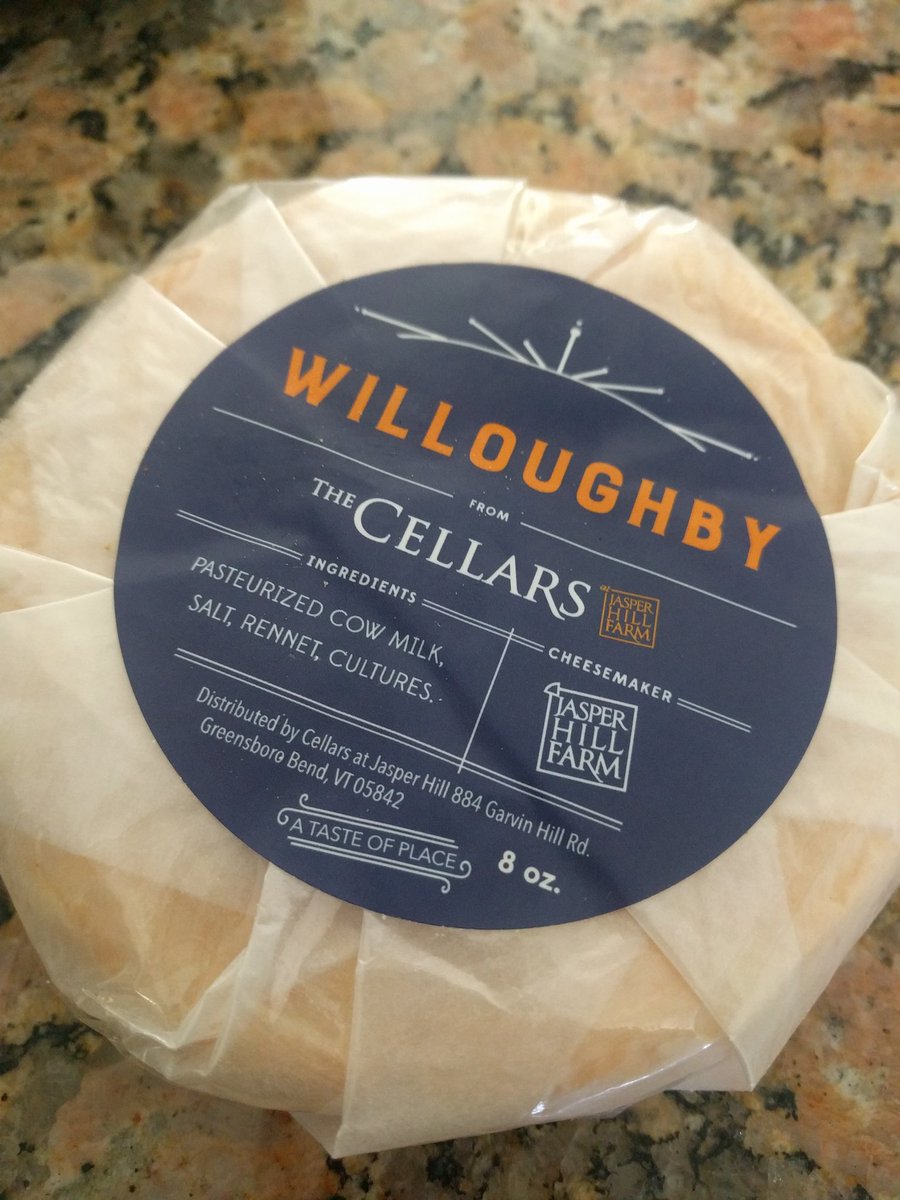 WILLOUGHBY
FROM
THE CELLARS
at
JASPER
HILL
FARM
INGREDIENTS
PASTEURIZED COW MILK,
SALT, RENNET, CULTURES.
CHEESEMAKER
JASPER
HILL
FARM
Distributed by Cellars at Jasper Hill 884 Garvin Hill Rd.
Greensboro Bend, VT 05842
A TASTE OF PLACE
8 oz.